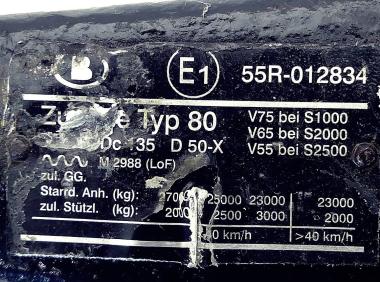 E1 55R-012834
Typ 80 V75 bei S1000
V65 bei S2000
Dc 135 D 50-X V55 bei S2500
M 2988 (LoF)
zul. GG.
Starrd. Anh. (kg): 25000 23000 23000
zul. Stützl. (kg): 2500 3000 2000
km/h >40 km/h